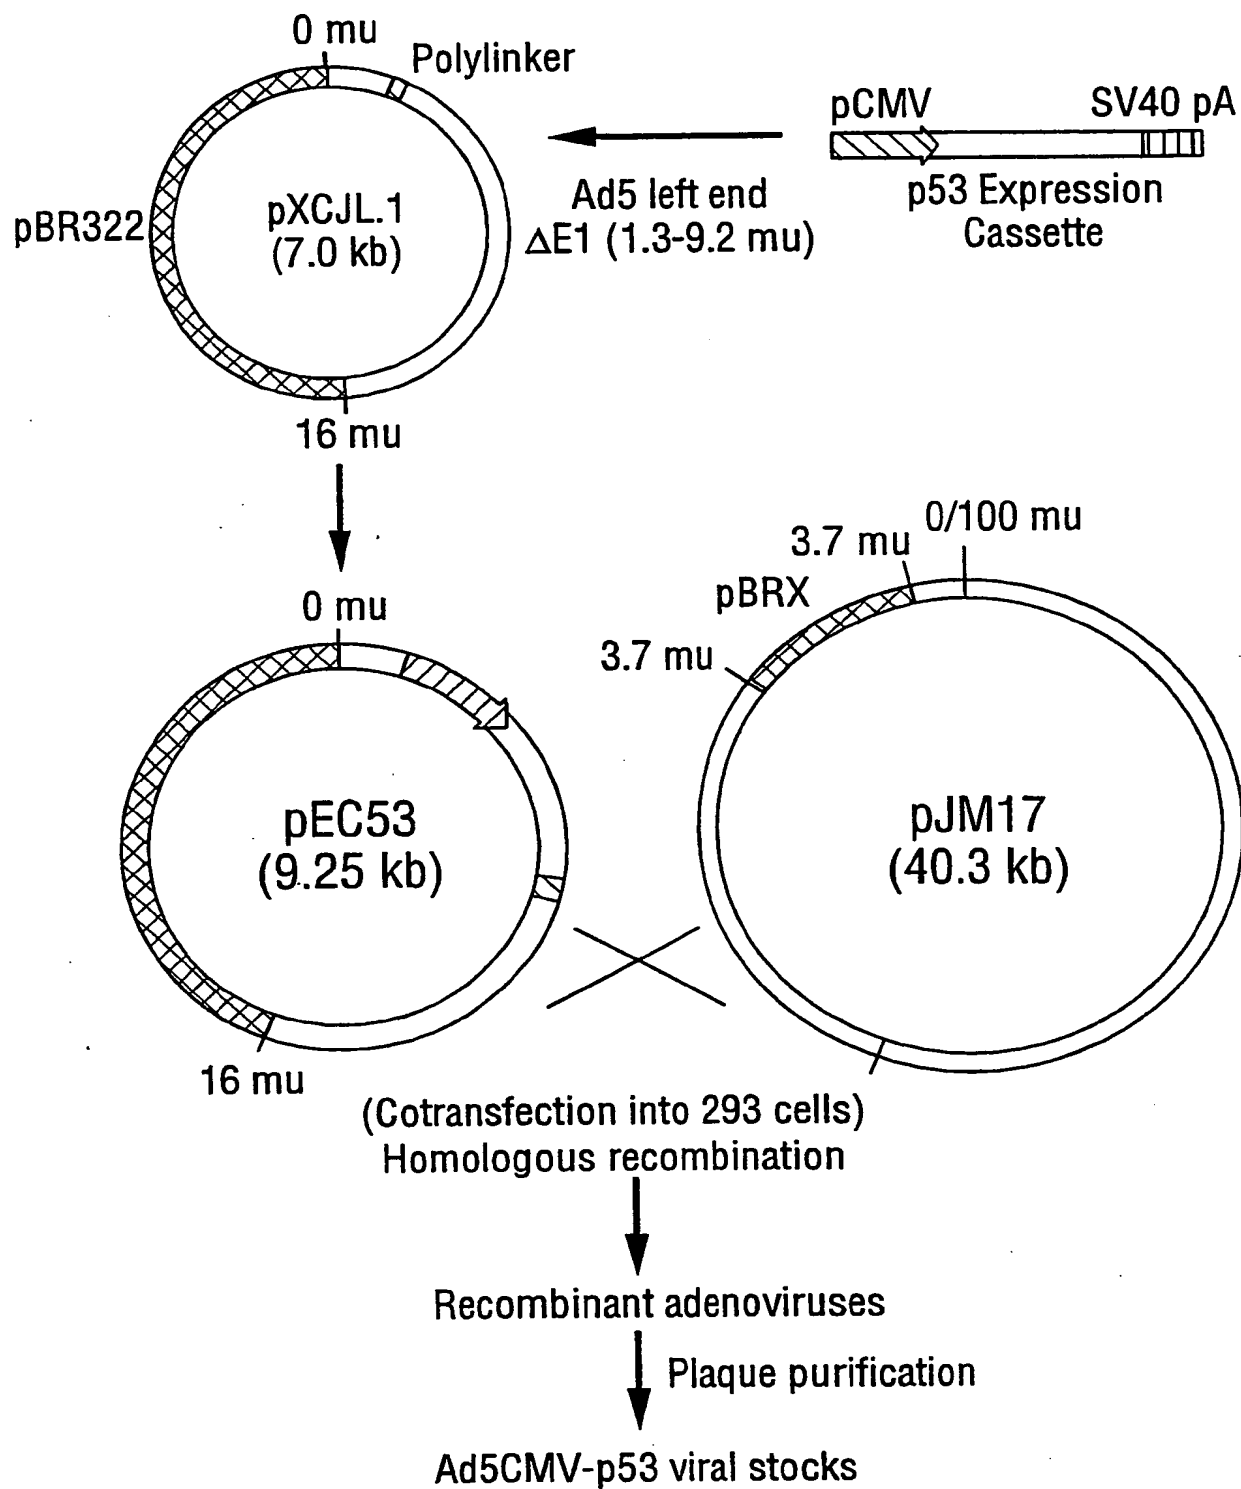 0 mu
Polylinker
pCMV
SV40 pA
pBR322
pXCJL.1
(7.0 kb)
Ad5 left end
ΔE1 (1.3-9.2 mu)
p53 Expression
Cassette
16 mu
0/100 mu
3.7 mu
pBRX
3.7 mu
0 mu
pEC53
(9.25 kb)
pJM17
(40.3 kb)
16 mu
(Cotransfection into 293 cells)
Homologous recombination
Recombinant adenoviruses
Plaque purification
Ad5CMV-p53 viral stocks